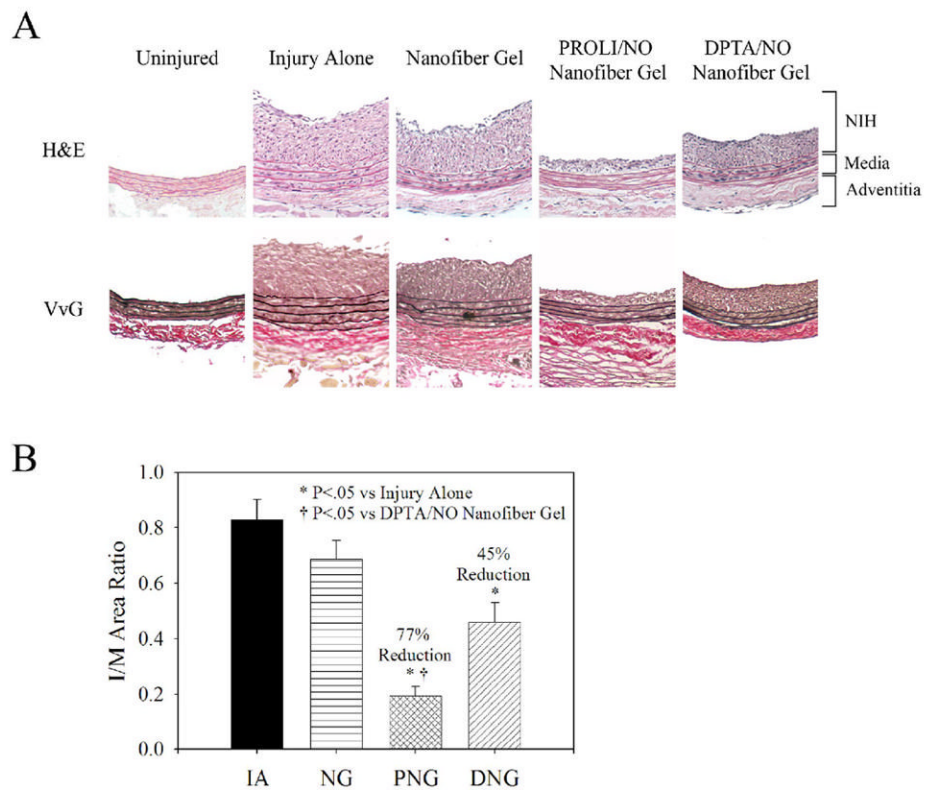 A
Uninjured
Injury Alone
Nanofiber Gel
PROLI/NO
Nanofiber Gel
DPTA/NO
Nanofiber Gel
H&E
NIH
Media
Adventitia
VvG
B
I/M Area Ratio
1.0
0.8
0.6
0.4
0.2
0.0
* P<.05 vs Injury Alone
† P<.05 vs DPTA/NO Nanofiber Gel
77%
Reduction
* †
45%
Reduction
*
IA
NG
PNG
DNG